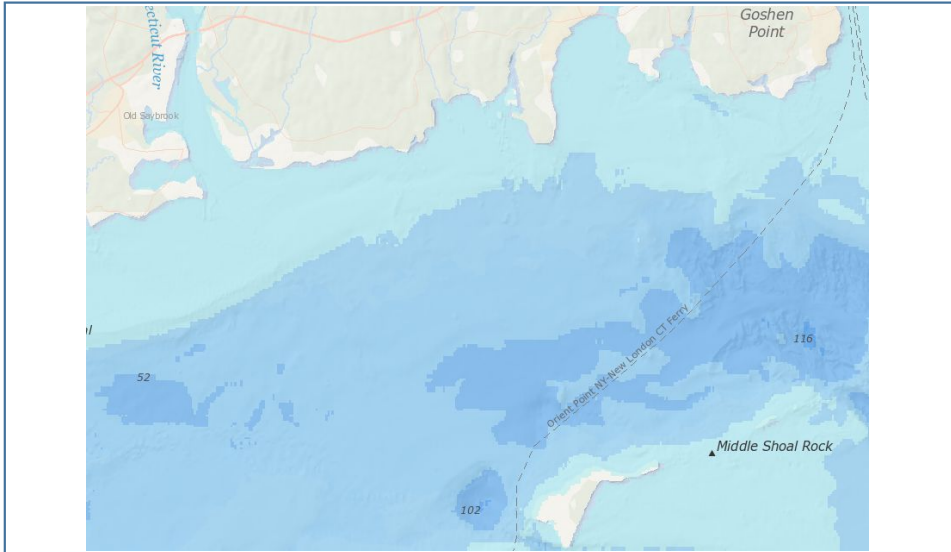 Goshen
Point
ecticut River
Old Saybrook
al
52
116
Orient Point NY-New London CT Ferry
Middle Shoal Rock
102